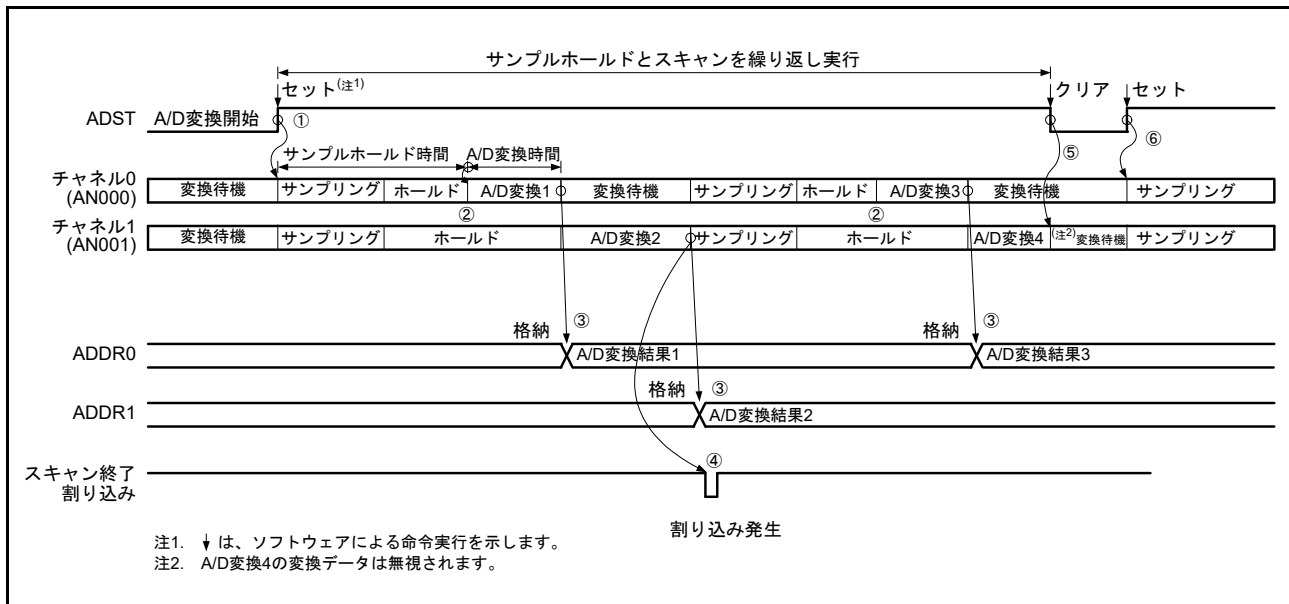 サンプルホールドとスキャンを繰り返し実行
セット(注1)
クリア
セット
ADST
A/D変換開始
①
⑤
⑥
サンプルホールド時間
A/D変換時間
チャネル0
(AN000)
変換待機
サンプリング
ホールド
A/D変換1
変換待機
サンプリング
ホールド
A/D変換3
変換待機
サンプリング
②
②
チャネル1
(AN001)
変換待機
サンプリング
ホールド
A/D変換2
サンプリング
ホールド
A/D変換4
(注2)変換待機
サンプリング
格納
③
格納
③
ADDR0
A/D変換結果1
A/D変換結果3
格納
③
ADDR1
A/D変換結果2
スキャン終了
割り込み
④
割り込み発生
注1. ↓は、ソフトウェアによる命令実行を示します。
注2. A/D変換4の変換データは無視されます。